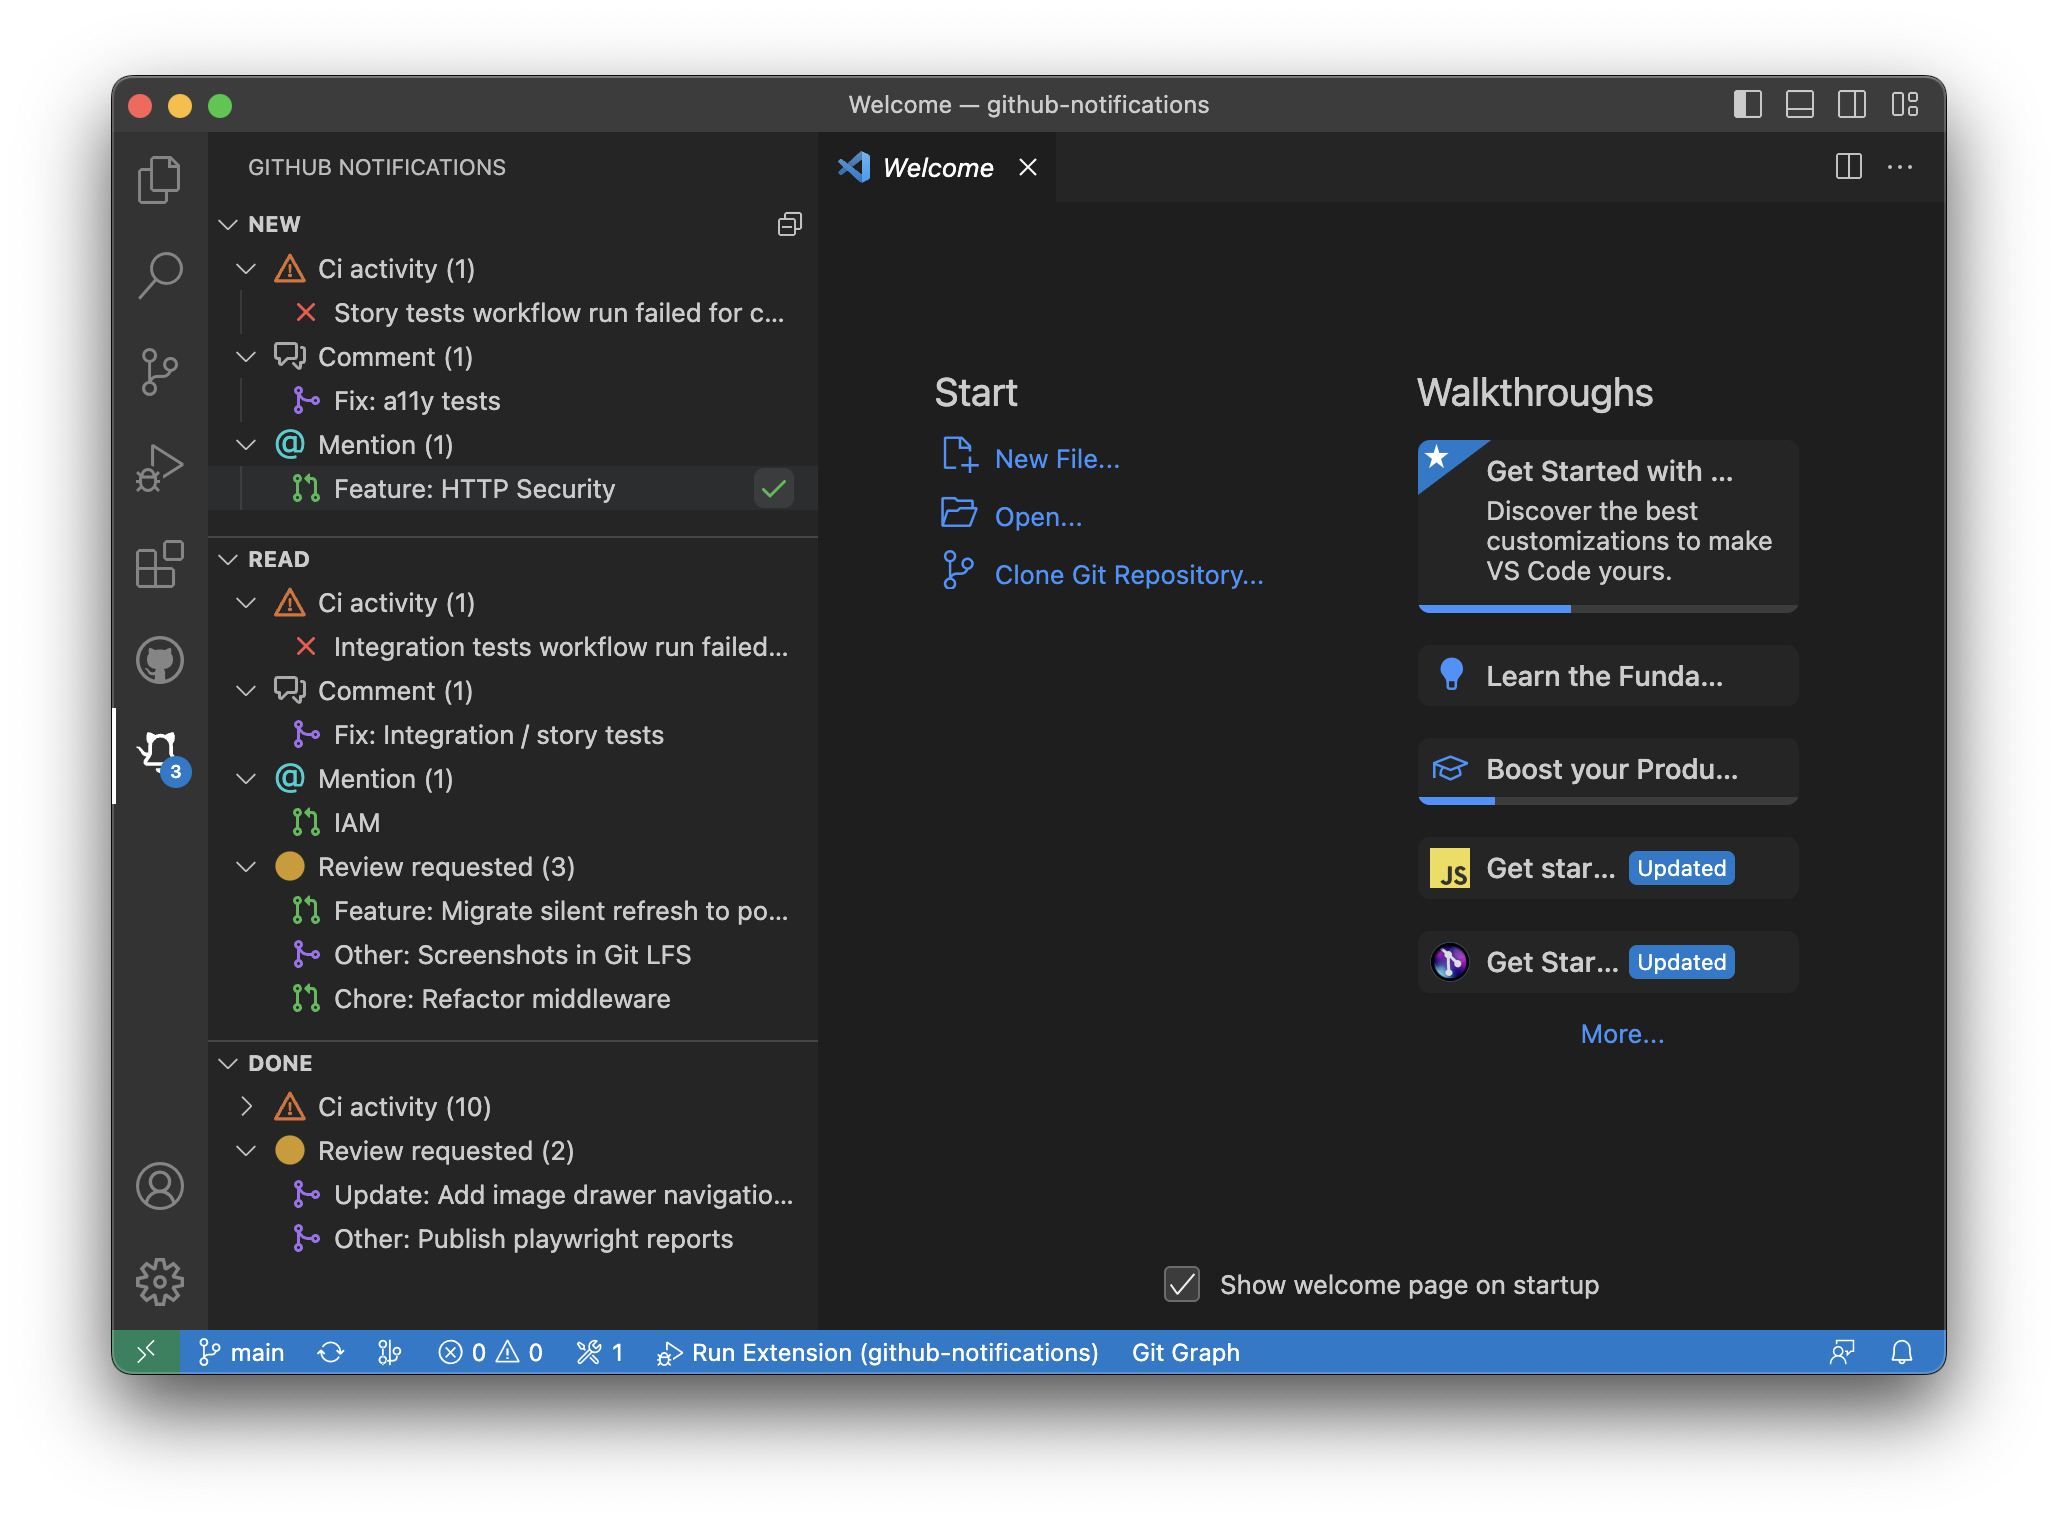 Welcome — github-notifications
GITHUB NOTIFICATIONS
NEW
Ci activity (1)
Story tests workflow run failed for c...
Comment (1)
Fix: a11y tests
@ Mention (1)
Feature: HTTP Security
READ
Ci activity (1)
Integration tests workflow run failed...
Comment (1)
Fix: Integration / story tests
@ Mention (1)
IAM
Review requested (3)
Feature: Migrate silent refresh to po...
Other: Screenshots in Git LFS
Chore: Refactor middleware
DONE
Ci activity (10)
Review requested (2)
Update: Add image drawer navigatio...
Other: Publish playwright reports
3
Welcome
Start
New File...
Open...
Clone Git Repository...
Walkthroughs
Get Started with ...
Discover the best
customizations to make
VS Code yours.
Learn the Funda...
Boost your Produ...
JS Get star... Updated
Get Star... Updated
More...
Show welcome page on startup
main 0 0 1 Run Extension (github-notifications) Git Graph